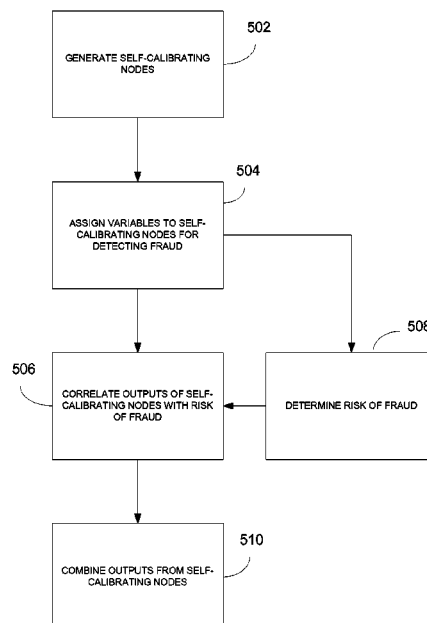 502
GENERATE SELF-CALIBRATING
NODES
504
ASSIGN VARIABLES TO SELF-
CALIBRATING NODES FOR
DETECTING FRAUD
508
506
CORRELATE OUTPUTS OF SELF-
CALIBRATING NODES WITH RISK
OF FRAUD
DETERMINE RISK OF FRAUD
510
COMBINE OUTPUTS FROM SELF-
CALIBRATING NODES